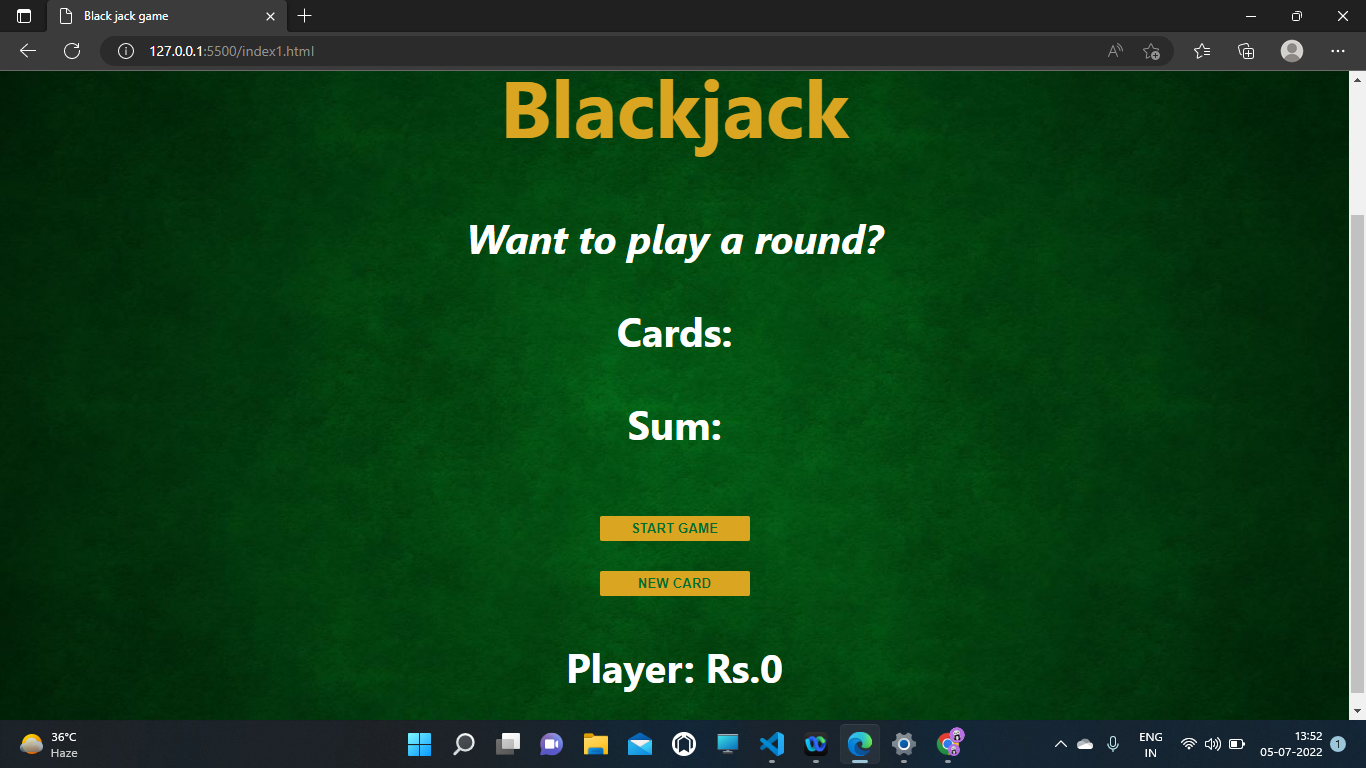 Black jack game
127.0.0.1:5500/index1.html
Blackjack
Want to play a round?
Cards:
Sum:
START GAME
NEW CARD
Player: Rs.0
36°C
Haze
ENG
IN
13:52
05-07-2022
1